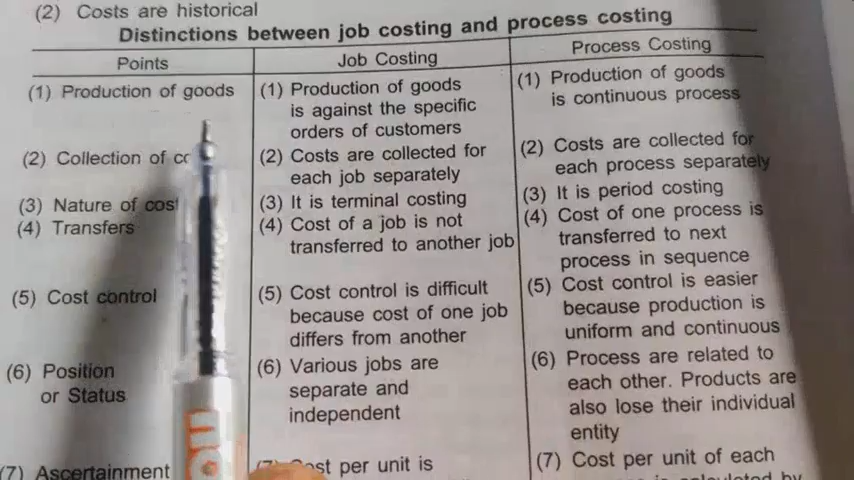 (2) Costs are historical
Distinctions between job costing and process costing
Points
Job Costing
Process Costing
(1) Production of goods
(1) Production of goods
is against the specific
orders of customers
(1) Production of goods
is continuous process
(2) Collection of
(2) Costs are collected for
each job separately
(2) Costs are collected for
each process separately
(3) Nature of cost
(3) It is terminal costing
(3) It is period costing
(4) Transfers
(4) Cost of a job is not
transferred to another job
(4) Cost of one process is
transferred to next
process in sequence
(5) Cost control
(5) Cost control is difficult
because cost of one job
differs from another
(5) Cost control is easier
because production is
uniform and continuous
(6) Position
or Status
(6) Various jobs are
separate and
independent
(6) Process are related to
each other. Products are
also lose their individual
entity
(7) Ascertainment
(7) Cost per unit is
(7) Cost per unit of each